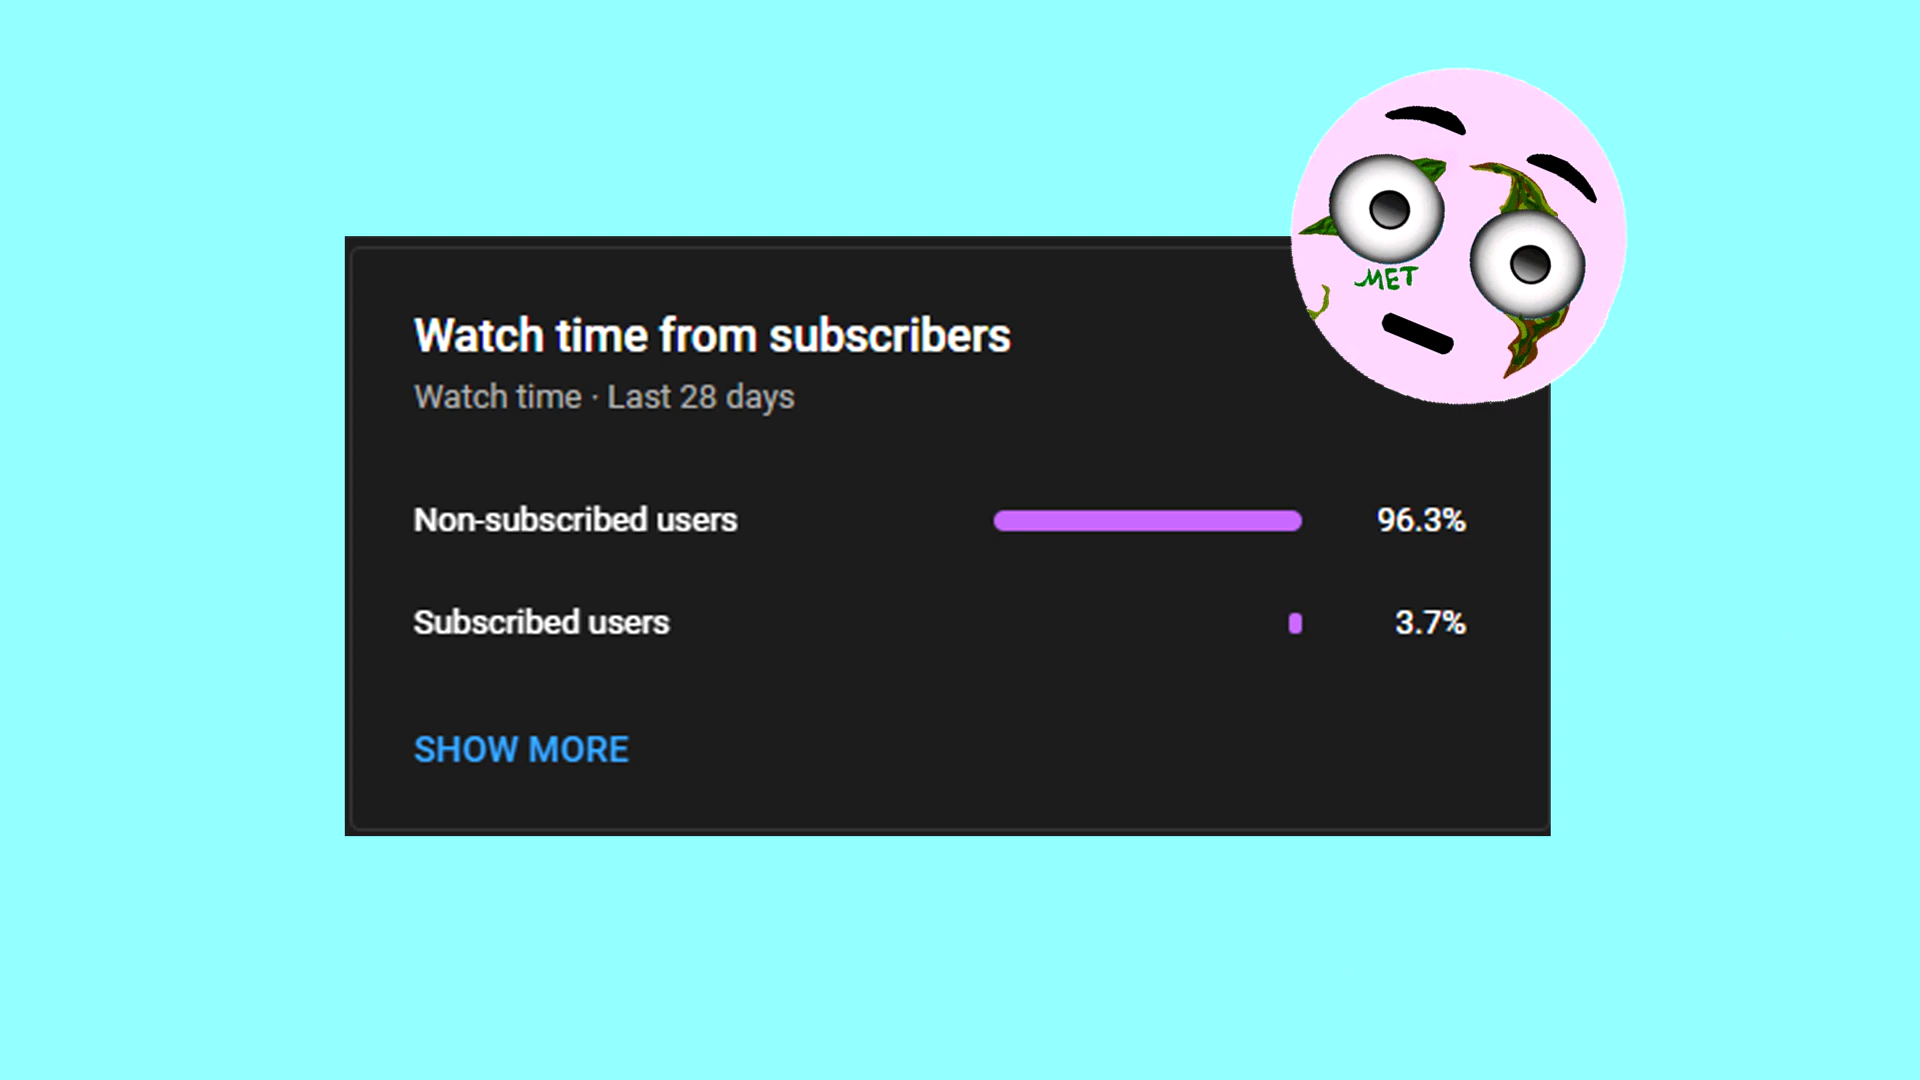 MET
Watch time from subscribers
Watch time · Last 28 days
Non-subscribed users 96.3%
Subscribed users 3.7%
SHOW MORE